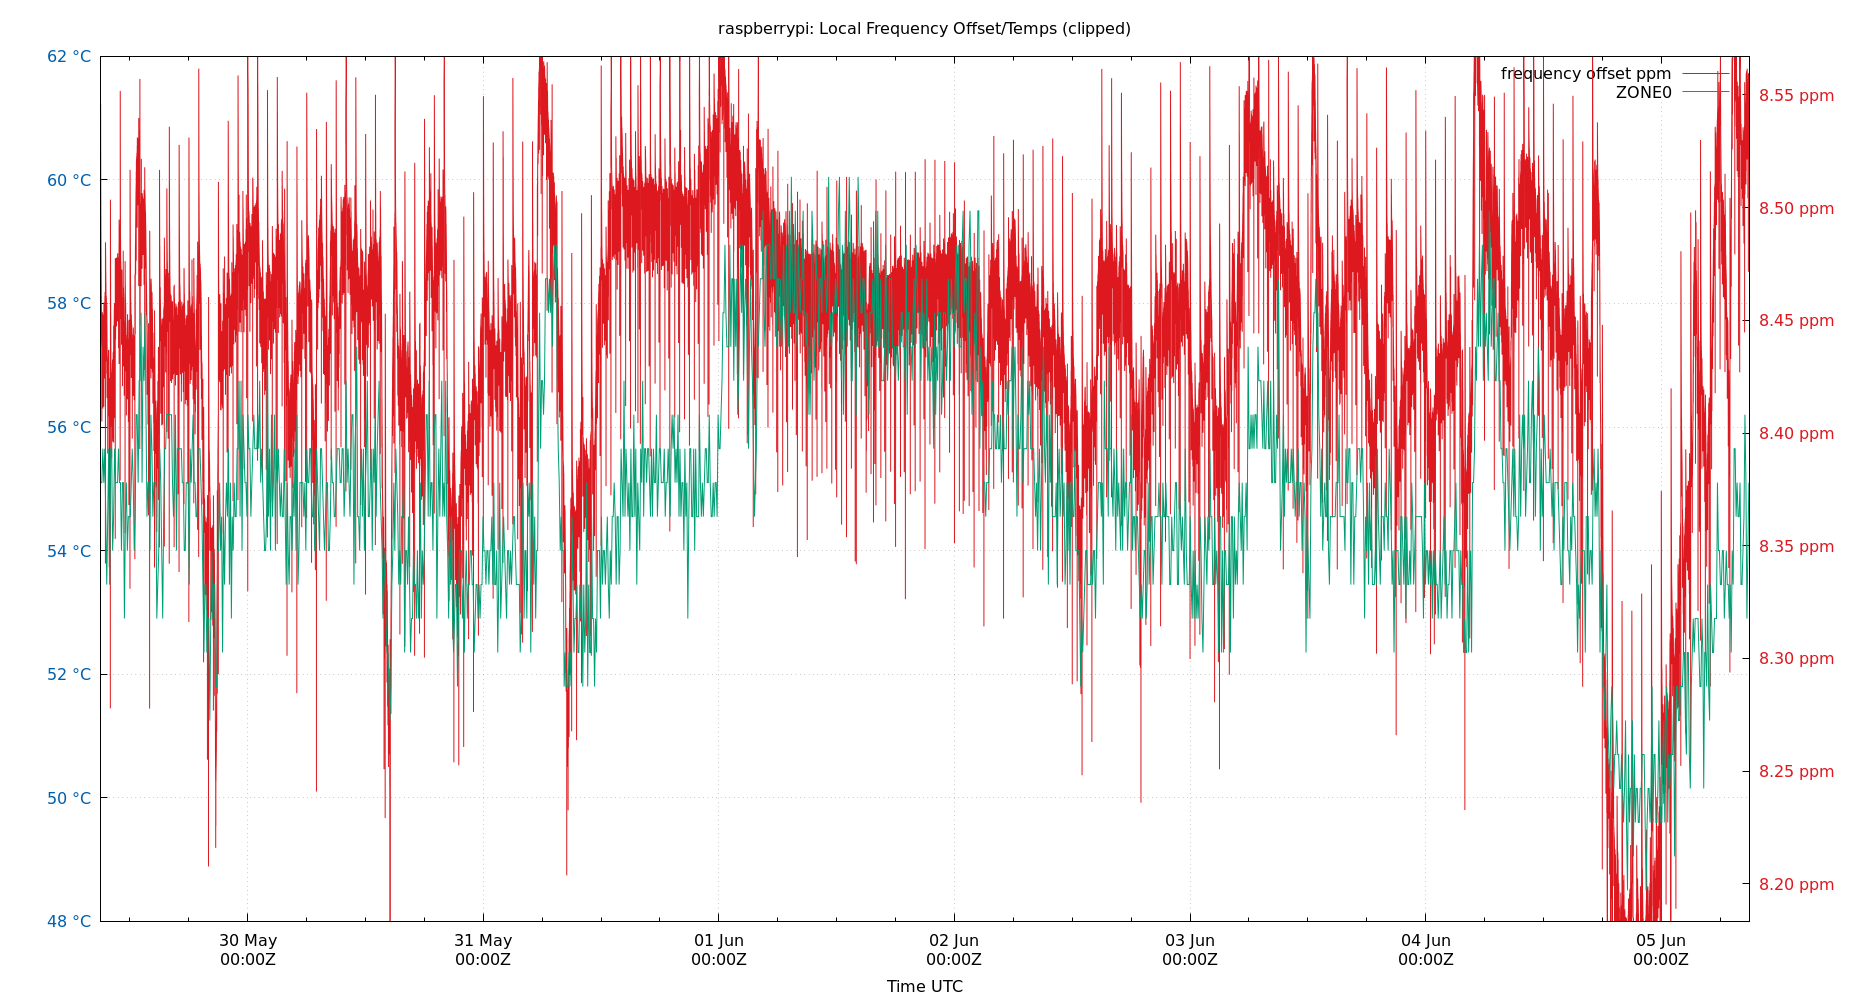 raspberrypi: Local Frequency Offset/Temps (clipped)
62 °C
60 °C
58 °C
56 °C
54 °C
52 °C
50 °C
48 °C
frequency offset ppm
ZONE0
8.55 ppm
8.50 ppm
8.45 ppm
8.40 ppm
8.35 ppm
8.30 ppm
8.25 ppm
8.20 ppm
30 May
00:00Z
31 May
00:00Z
01 Jun
00:00Z
02 Jun
00:00Z
03 Jun
00:00Z
04 Jun
00:00Z
05 Jun
00:00Z
Time UTC